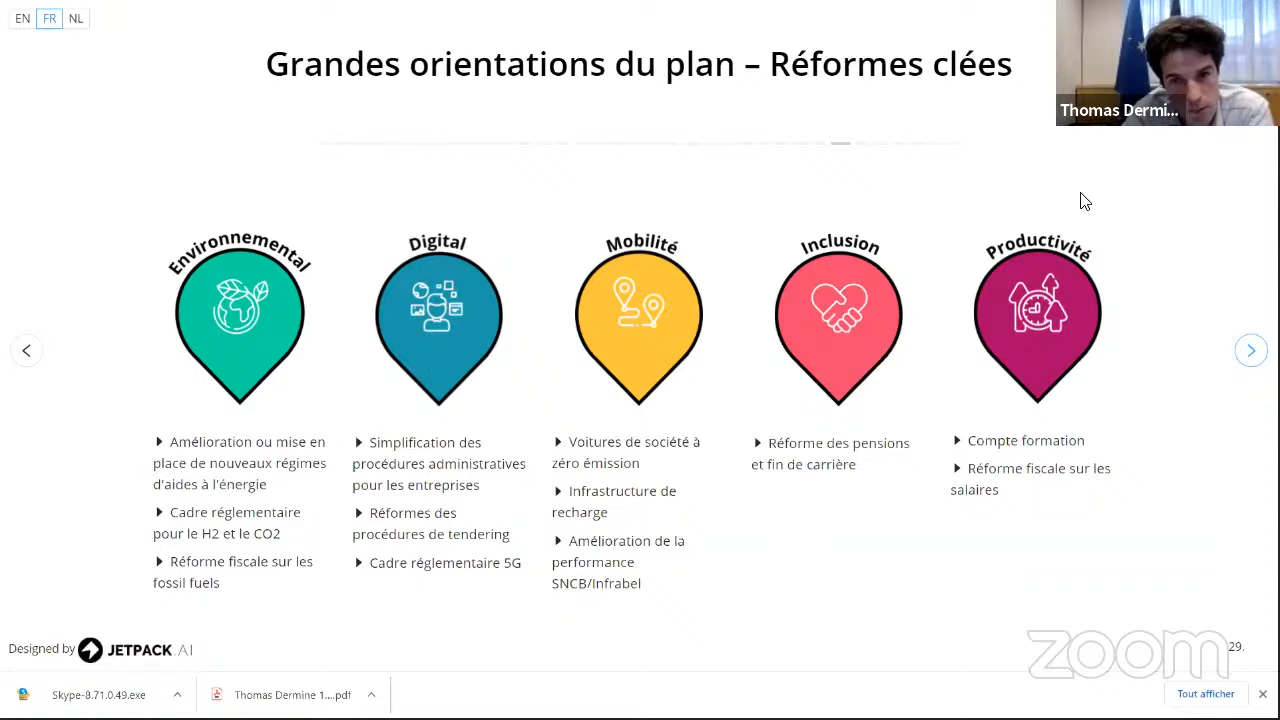 EN FR NL
Grandes orientations du plan – Réformes clées
Thomas Dermi...
Environnemental
Digital
Mobilité
Inclusion
Productivité
Amélioration ou mise en
place de nouveaux régimes
d'aides à l'énergie
Cadre réglementaire
pour le H2 et le CO2
Réforme fiscale sur les
fossil fuels
Simplification des
procédures administratives
pour les entreprises
Réformes des
procédures de tendering
Cadre réglementaire 5G
Voitures de société à
zéro émission
Infrastructure de
recharge
Amélioration de la
performance
SNCB/Infrabel
Réforme des pensions
et fin de carrière
Compte formation
Réforme fiscale sur les
salaires
Designed by JETPACK.AI
zoom
29.
Skype-8.71.0.49.exe
Thomas Dermine 1....pdf
Tout afficher